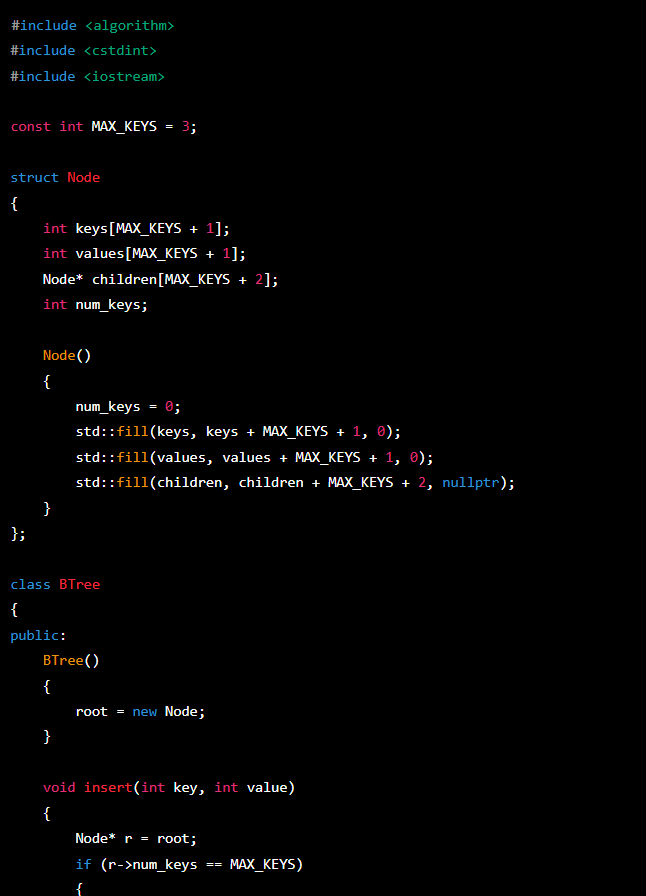 #include <algorithm>
#include <cstdint>
#include <iostream>

const int MAX_KEYS = 3;

struct Node
{
    int keys[MAX_KEYS + 1];
    int values[MAX_KEYS + 1];
    Node* children[MAX_KEYS + 2];
    int num_keys;

    Node()
    {
        num_keys = 0;
        std::fill(keys, keys + MAX_KEYS + 1, 0);
        std::fill(values, values + MAX_KEYS + 1, 0);
        std::fill(children, children + MAX_KEYS + 2, nullptr);
    }
};

class BTree
{
public:
    BTree()
    {
        root = new Node;
    }

    void insert(int key, int value)
    {
        Node* r = root;
        if (r->num_keys == MAX_KEYS)
        {